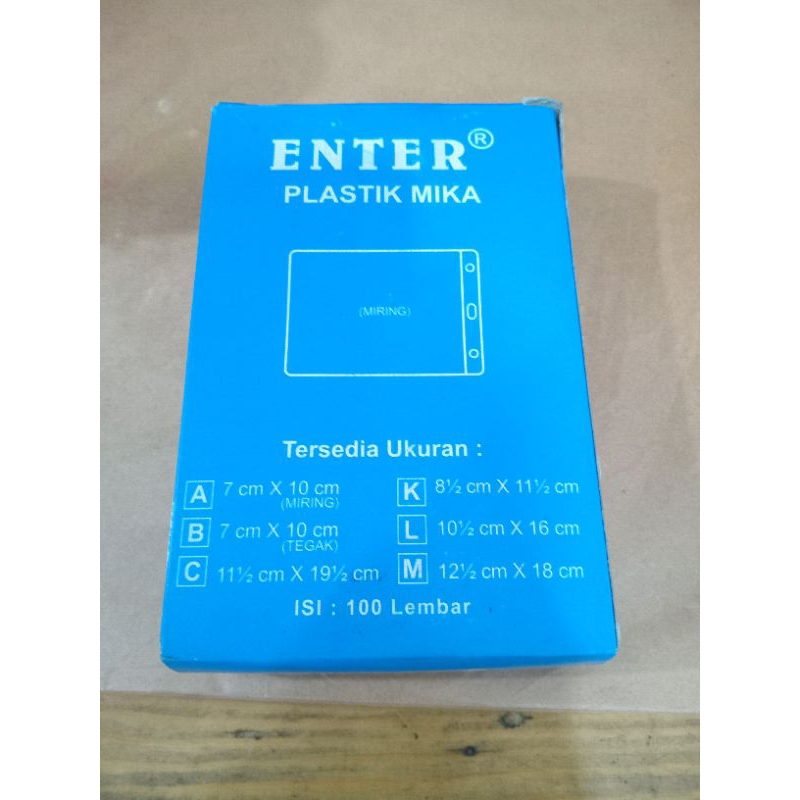 ENTER®
PLASTIK MIKA
(MIRING)
Tersedia Ukuran :
A 7 cm X 10 cm
(MIRING)
B 7 cm X 10 cm
(TEGAK)
C 11½ cm X 19½ cm
K 8½ cm X 11½ cm
L 10½ cm X 16 cm
M 12½ cm X 18 cm
ISI : 100 Lembar